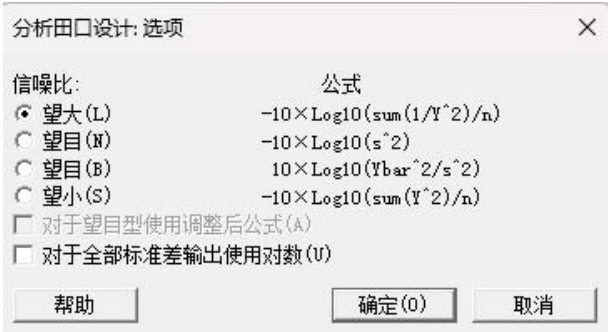 分析田口设计: 选项
信噪比: 公式
望大(L) -10×Log10(sum(1/Y^2)/n)
望目(N) -10×Log10(s^2)
望目(B) 10×Log10(Ybar^2/s^2)
望小(S) -10×Log10(sum(Y^2)/n)
对于望目型使用调整后公式(A)
对于全部标准差输出使用对数(U)
帮助 确定(O) 取消